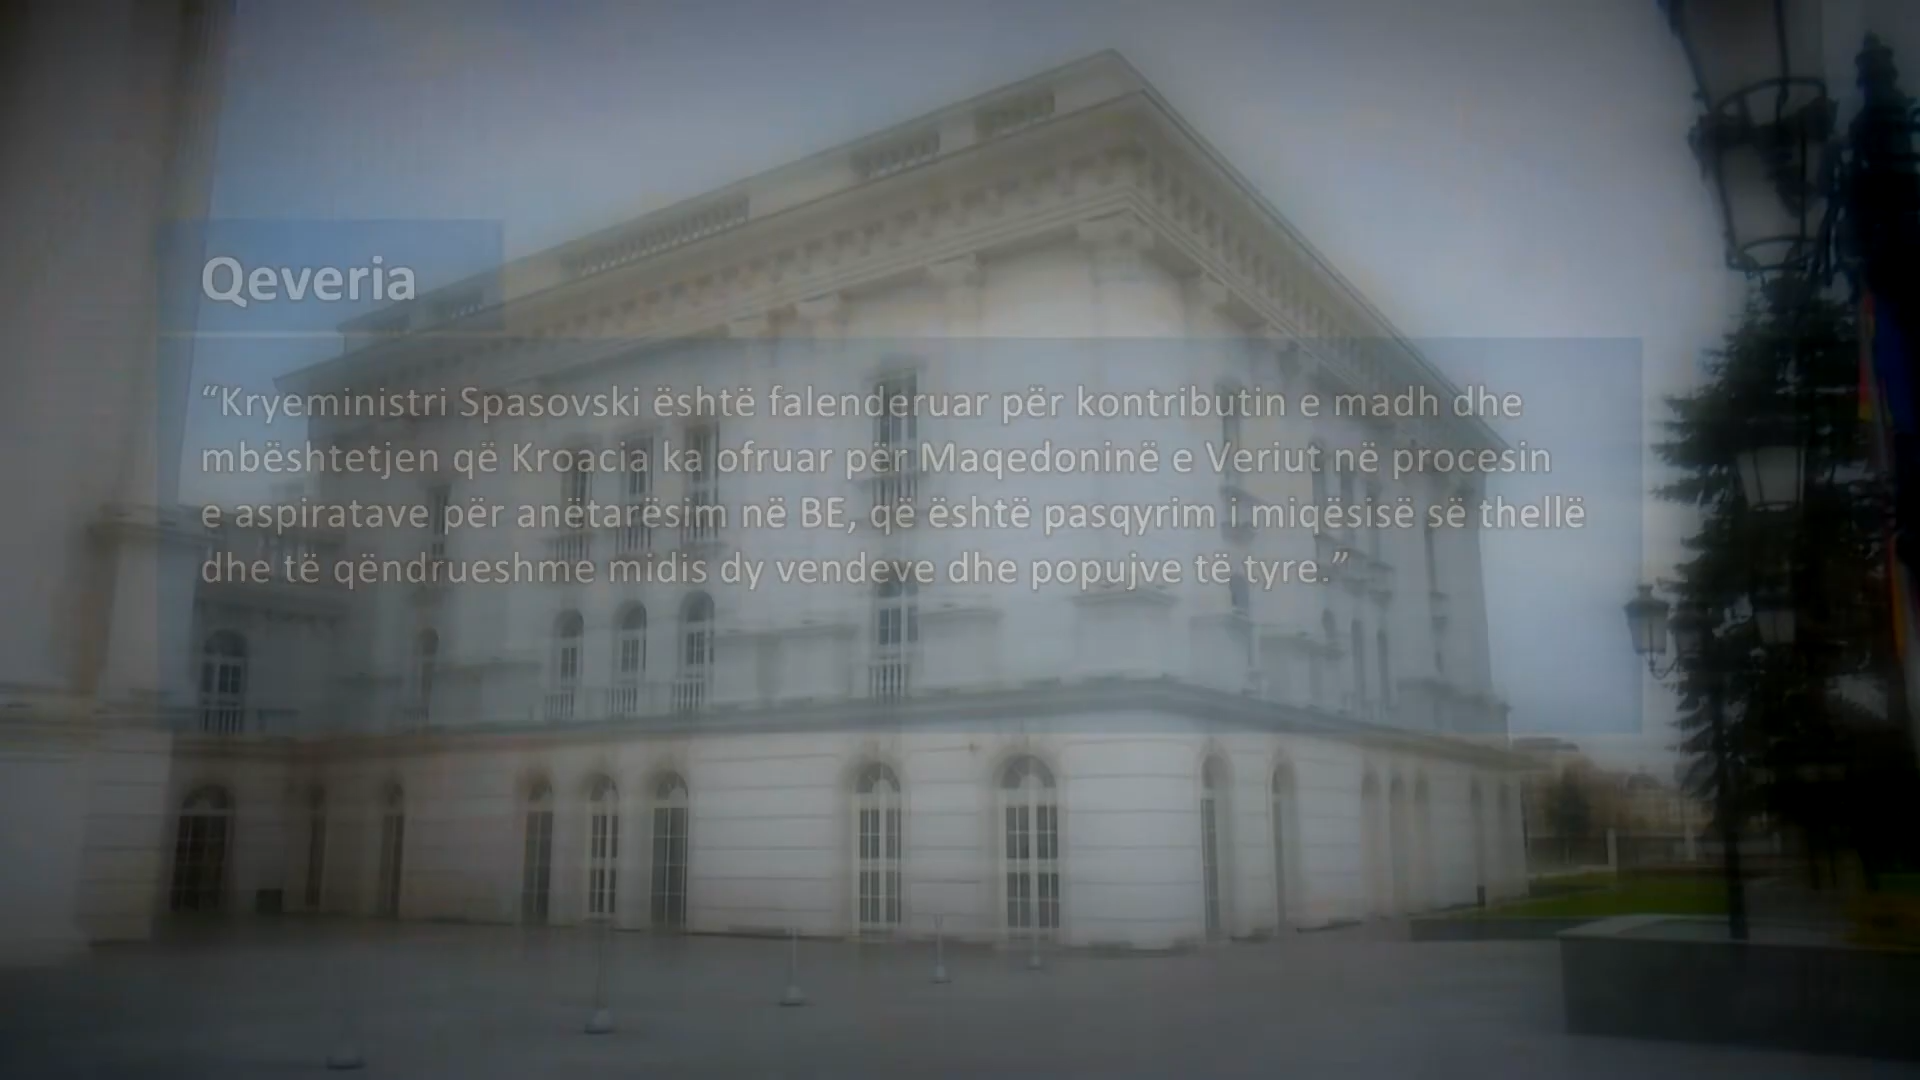 Qeveria
“Kryeministri Spasovski është falenderuar për kontributin e madh dhe
mbështetjen që Kroacia ka ofruar për Maqedoninë e Veriut në procesin
e aspiratave për anëtarësim në BE, që është pasqyrim i miqësisë së thellë
dhe të qëndrueshme midis dy vendeve dhe popujve të tyre.”